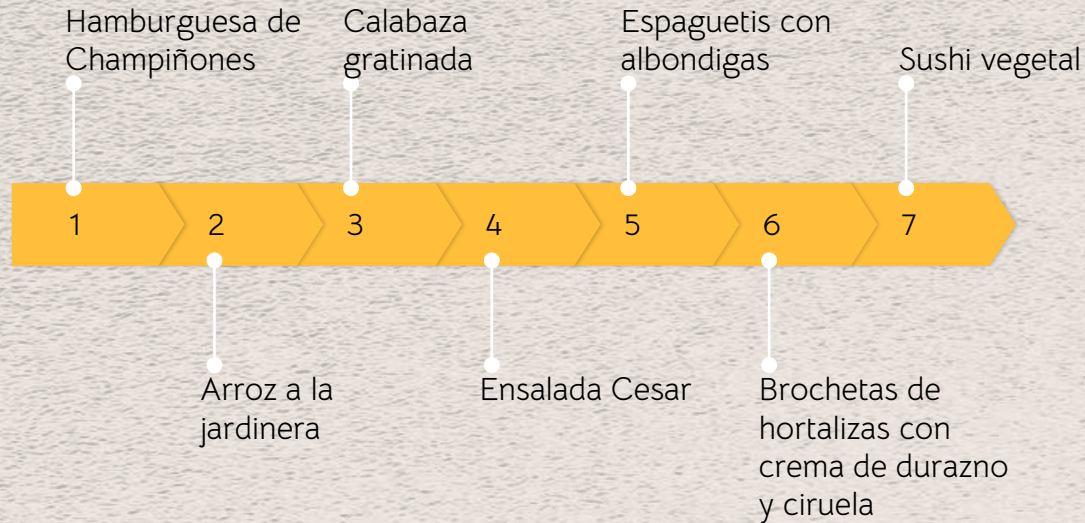 Hamburguesa de
Champiñones
Calabaza
gratinada
Espaguetis con
albondigas
Sushi vegetal
1
2
3
4
5
6
7
Arroz a la
jardinera
Ensalada Cesar
Brochetas de
hortalizas con
crema de durazno
y ciruela